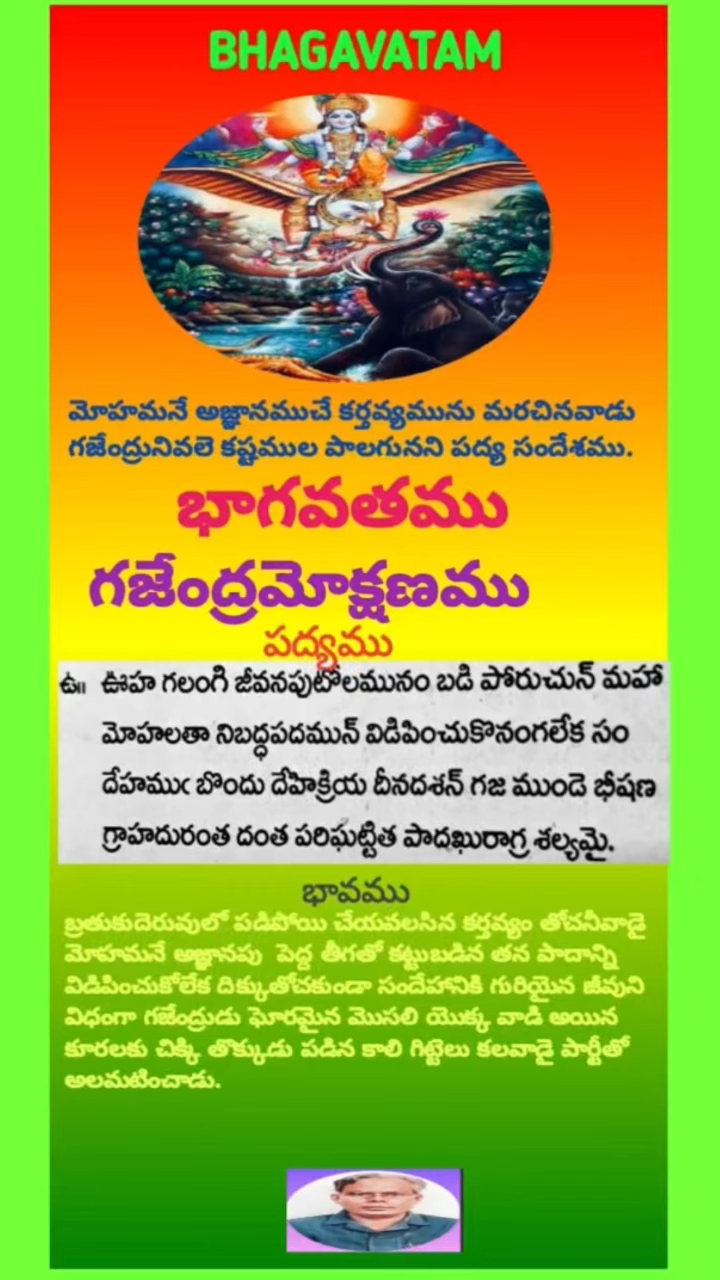 BHAGAVATAM
మోహమనే అజ్ఞానముచే కర్తవ్యమును మరచినవాడు
గజేంద్రునివలె కష్టముల పాలగునని పద్య సందేశము.
భాగవతము
గజేంద్రమోక్షణము
పద్యము
ఉ॥ ఊహ గలంగి జీవనపుటోలమునం బడి పోరుచున్ మహా
మోహలతా నిబద్ధపదమున్ విడిపించుకొనంగలేక సం
దేహముఁ బొందు దేహిక్రియ దీనదశన్ గజ ముండె భీషణ
గ్రాహదురంత దంత పరిఘట్టిత పాదఖురాగ్ర శల్యమై.
భావము
బ్రతుకుదెరువులో పడిపోయి చేయవలసిన కర్తవ్యం తోచనివాడై
మోహమనే అజ్ఞానపు పెద్ద తీగతో కట్టుబడిన తన పాదాన్ని
విడిపించుకోలేక దిక్కుతోచకుండా సందేహానికి గురియైన జీవుని
విధంగా గజేంద్రుడు ఘోరమైన మొసలి యొక్క వాడి అయిన
కూరలకు చిక్కి తొక్కుడు పడిన కాలి గిట్టెలు కలవాడై పార్టీతో
అలమటించాడు.